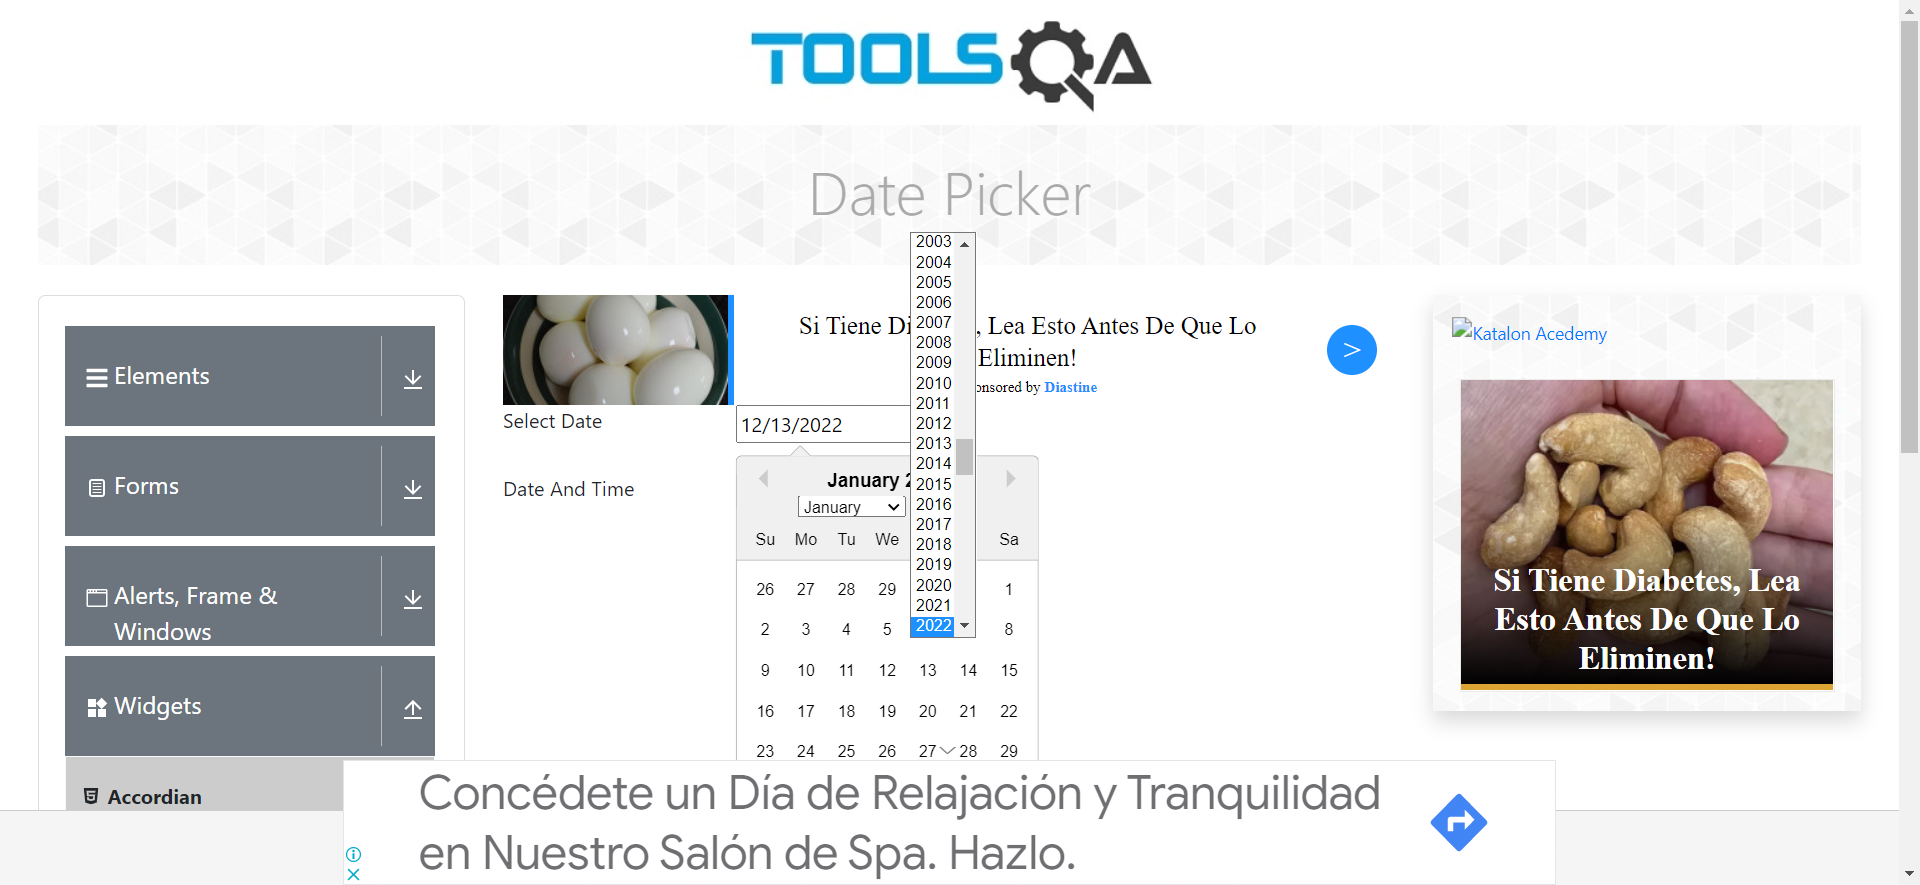 TOOLSQA
Date Picker
Elements
Forms
Alerts, Frame &
Windows
Widgets
Accordian
Si Tiene Di , Lea Esto Antes De Que Lo
Eliminen!
onsored by Diastine
>
Select Date
12/13/2022
Date And Time
January 2
January
Su Mo Tu We Sa
26 27 28 29 1
2 3 4 5 8
9 10 11 12 13 14 15
16 17 18 19 20 21 22
23 24 25 26 27 28 29
2003
2004
2005
2006
2007
2008
2009
2010
2011
2012
2013
2014
2015
2016
2017
2018
2019
2020
2021
2022
Katalon Acedemy
Si Tiene Diabetes, Lea
Esto Antes De Que Lo
Eliminen!
Concédete un Día de Relajación y Tranquilidad
en Nuestro Salón de Spa. Hazlo.